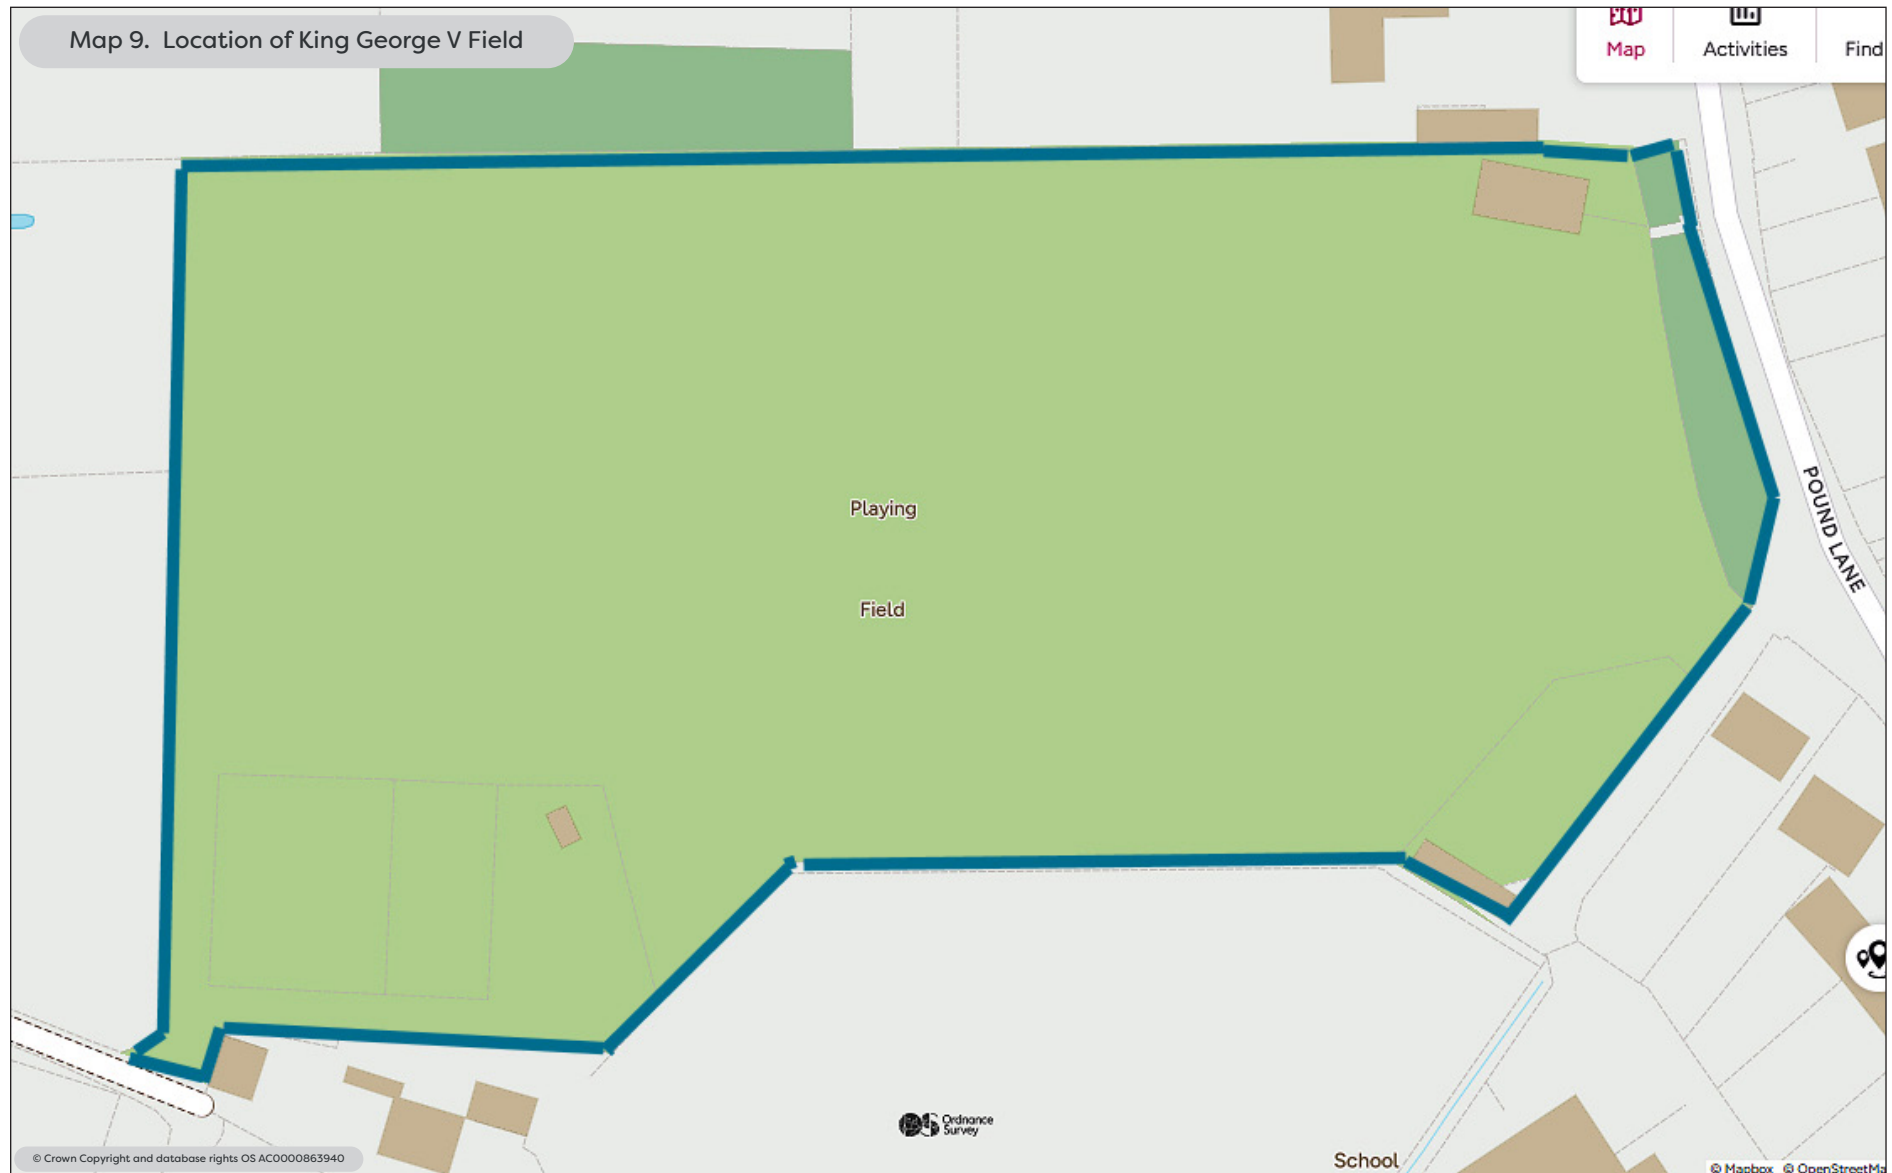 Map 9. Location of King George V Field
Map
Activities
Find
POUND LANE
Playing
Field
Ordnance
Survey
School
© Crown Copyright and database rights OS AC0000863940
© Mapbox © OpenStreetMa